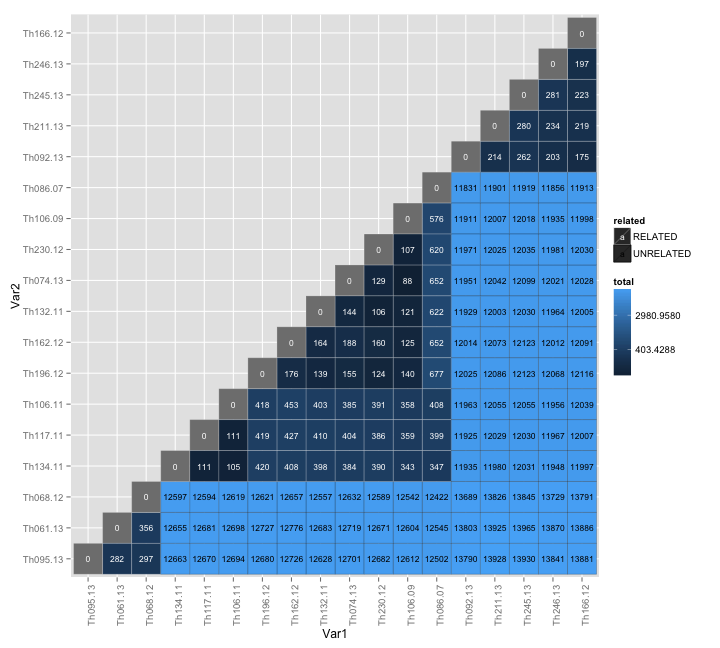 Th166.12 0
Th246.13 0 197
Th245.13 0 281 223
Th211.13 0 280 234 219
Th092.13 0 214 262 203 175
Th086.07 0 11831 11901 11919 11856 11913
Th106.09 0 576 11911 12007 12018 11935 11998
Th230.12 0 107 620 11971 12025 12035 11981 12030
Th074.13 0 129 88 652 11951 12042 12099 12021 12028
Th132.11 0 144 106 121 622 11929 12003 12030 11964 12005
Th162.12 0 164 188 160 125 652 12014 12073 12123 12012 12091
Th196.12 0 176 139 155 124 140 677 12025 12086 12123 12068 12116
Th106.11 0 418 453 403 385 391 358 408 11963 12055 12055 11956 12039
Th117.11 0 111 419 427 410 404 386 359 399 11925 12029 12030 11967 12007
Th134.11 0 111 105 420 408 398 384 390 343 347 11935 11980 12031 11948 11997
Th068.12 0 12597 12594 12619 12621 12657 12557 12632 12589 12542 12422 13689 13826 13845 13729 13791
Th061.13 0 356 12655 12681 12698 12727 12776 12683 12719 12671 12604 12545 13803 13925 13965 13870 13886
Th095.13 0 282 297 12663 12670 12694 12680 12726 12628 12701 12682 12612 12502 13790 13928 13930 13841 13881
Th095.13 Th061.13 Th068.12 Th134.11 Th117.11 Th106.11 Th196.12 Th162.12 Th132.11 Th074.13 Th230.12 Th106.09 Th086.07 Th092.13 Th211.13 Th245.13 Th246.13 Th166.12
Var1
Var2
related
a RELATED
a UNRELATED
total
2980.9580
403.4288